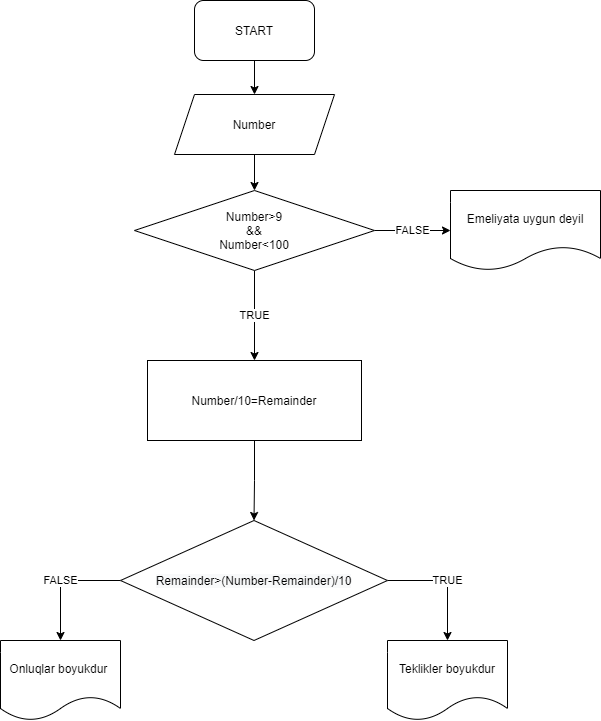 START
Number
Number>9
&&
Number<100
FALSE
Emeliyata uygun deyil
TRUE
Number/10=Remainder
Remainder>(Number-Remainder)/10
FALSE
TRUE
Onluqlar boyukdur
Teklikler boyukdur